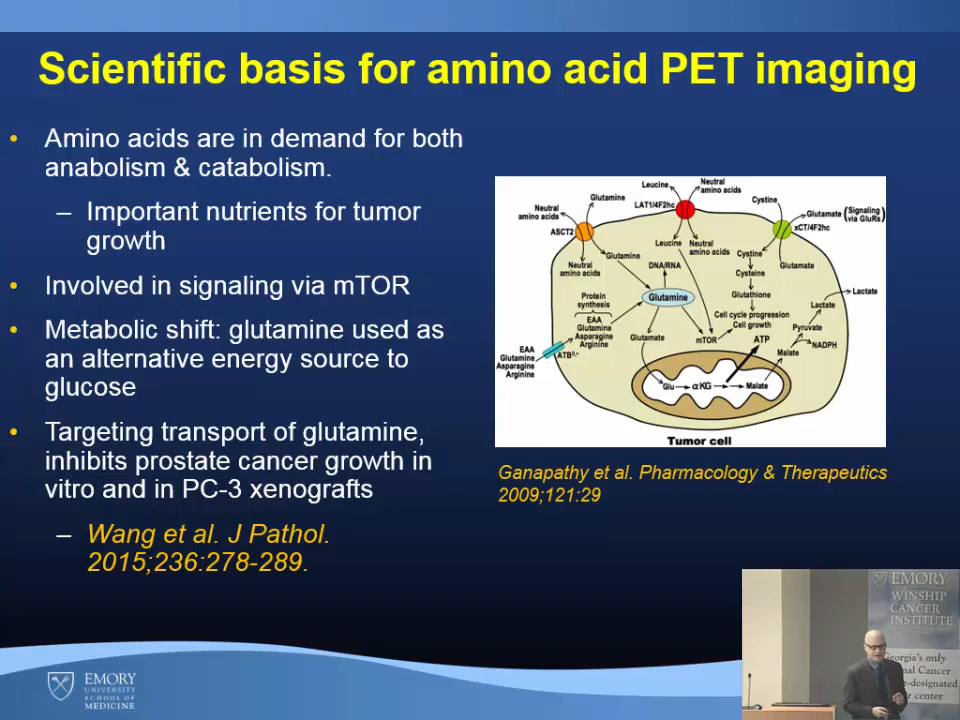 Scientific basis for amino acid PET imaging
• Amino acids are in demand for both
anabolism & catabolism.
– Important nutrients for tumor
growth
• Involved in signaling via mTOR
• Metabolic shift: glutamine used as
an alternative energy source to
glucose
• Targeting transport of glutamine,
inhibits prostate cancer growth in
vitro and in PC-3 xenografts
– Wang et al. J Pathol.
2015;236:278-289.
Leucine
Neutral
amino acids
LAT1/4F2hc
Glutamine
Neutral
amino acids
ASCT2
Cystine
Glutamate (Signaling
via GluRs)
xCT/4F2hc
Leucine
Neutral
amino acids
Glutamine
Neutral
amino acids
DNA/RNA
Cystine
Glutamate
Cysteine
Glutathione
Protein
synthesis
EAA
Glutamine
Asparagine
Arginine
Glutamine
Cell cycle progression
Cell growth
Lactate
Lactate
Pyruvate
NADPH
Malate
ATP
mTOR
Glutamate
EAA
Glutamine
Asparagine
Arginine
Glu
αKG
Malate
Tumor cell
Ganapathy et al. Pharmacology & Therapeutics
2009;121:29
EMORY
UNIVERSITY
SCHOOL OF
MEDICINE
EMORY
WINSHIP
CANCER
INSTITUTE
Georgia's only
Cancer
-designated
center